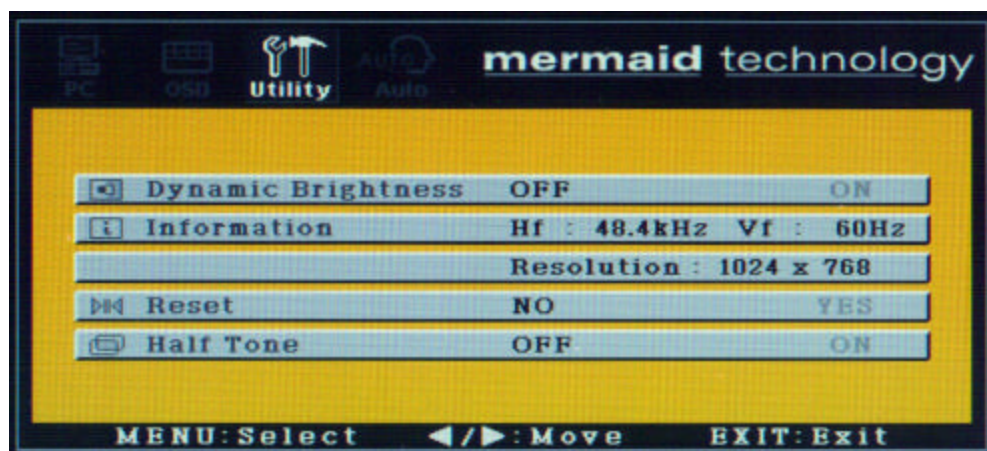 mermaid technology
PC OSD Utility Auto Auto
Dynamic Brightness OFF ON
Information Hf : 48.4kHz Vf : 60Hz
Resolution : 1024 x 768
Reset NO YES
Half Tone OFF ON
MENU:Select ◀/▶:Move EXIT:Exit